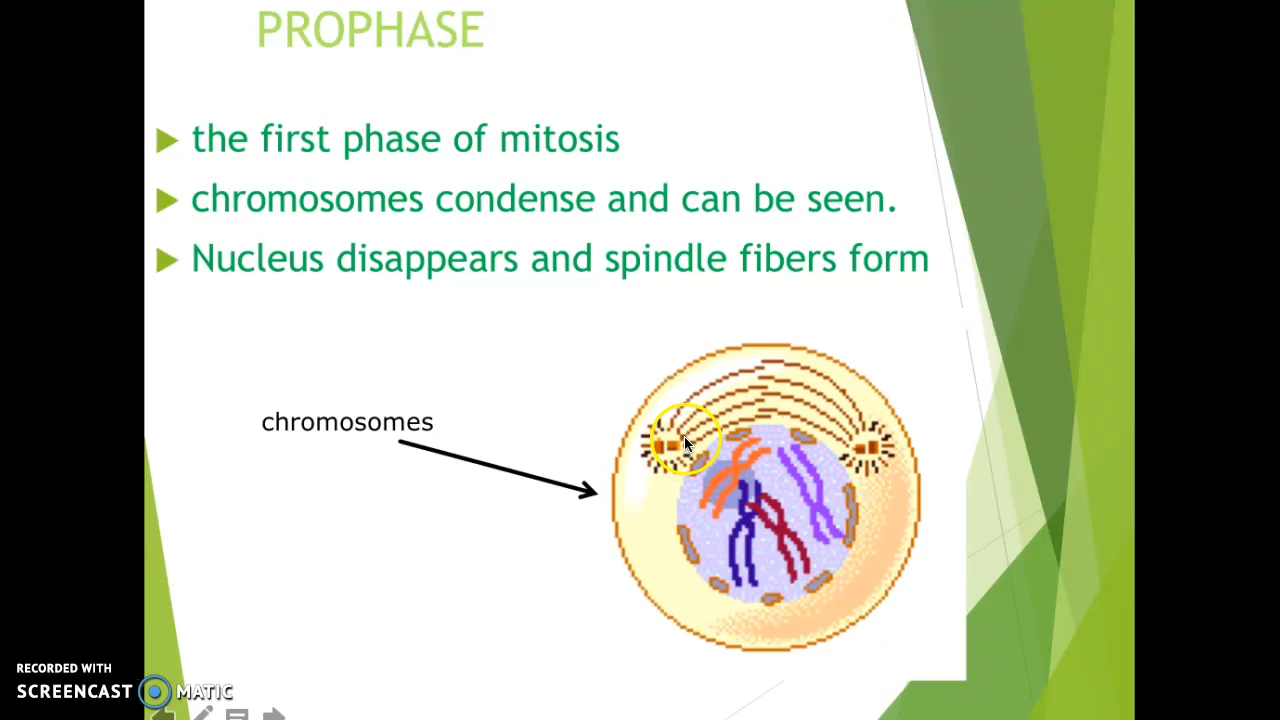 PROPHASE
the first phase of mitosis
chromosomes condense and can be seen.
Nucleus disappears and spindle fibers form
chromosomes
RECORDED WITH
SCREENCAST MATIC